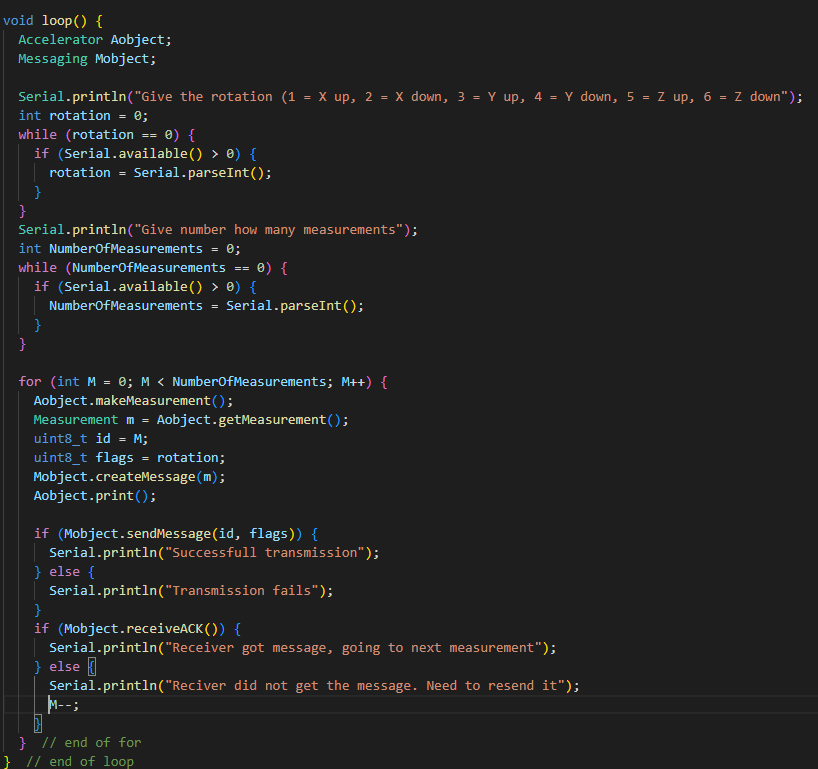 void loop() {
  Accelerator Aobject;
  Messaging Mobject;

  Serial.println("Give the rotation (1 = X up, 2 = X down, 3 = Y up, 4 = Y down, 5 = Z up, 6 = Z down");
  int rotation = 0;
  while (rotation == 0) {
    if (Serial.available() > 0) {
      rotation = Serial.parseInt();
    }
  }
  Serial.println("Give number how many measurements");
  int NumberOfMeasurements = 0;
  while (NumberOfMeasurements == 0) {
    if (Serial.available() > 0) {
      NumberOfMeasurements = Serial.parseInt();
    }
  }

  for (int M = 0; M < NumberOfMeasurements; M++) {
    Aobject.makeMeasurement();
    Measurement m = Aobject.getMeasurement();
    uint8_t id = M;
    uint8_t flags = rotation;
    Mobject.createMessage(m);
    Aobject.print();

    if (Mobject.sendMessage(id, flags)) {
      Serial.println("Successfull transmission");
    } else {
      Serial.println("Transmission fails");
    }
    if (Mobject.receiveACK()) {
      Serial.println("Receiver got message, going to next measurement");
    } else {
      Serial.println("Reciver did not get the message. Need to resend it");
      M--;
    }
  }  // end of for
}  // end of loop